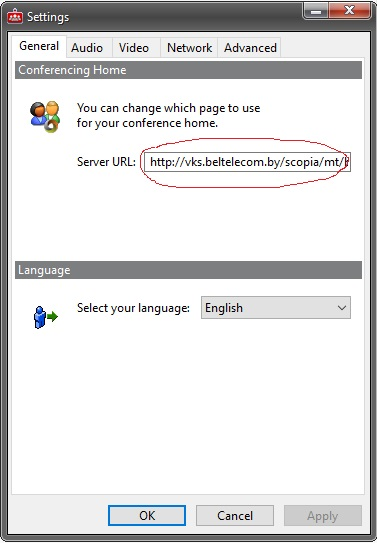 Settings
General Audio Video Network Advanced
Conferencing Home
You can change which page to use
for your conference home.
Server URL: http://vks.beltelecom.by/scopia/mt/
Language
Select your language: English
OK Cancel Apply